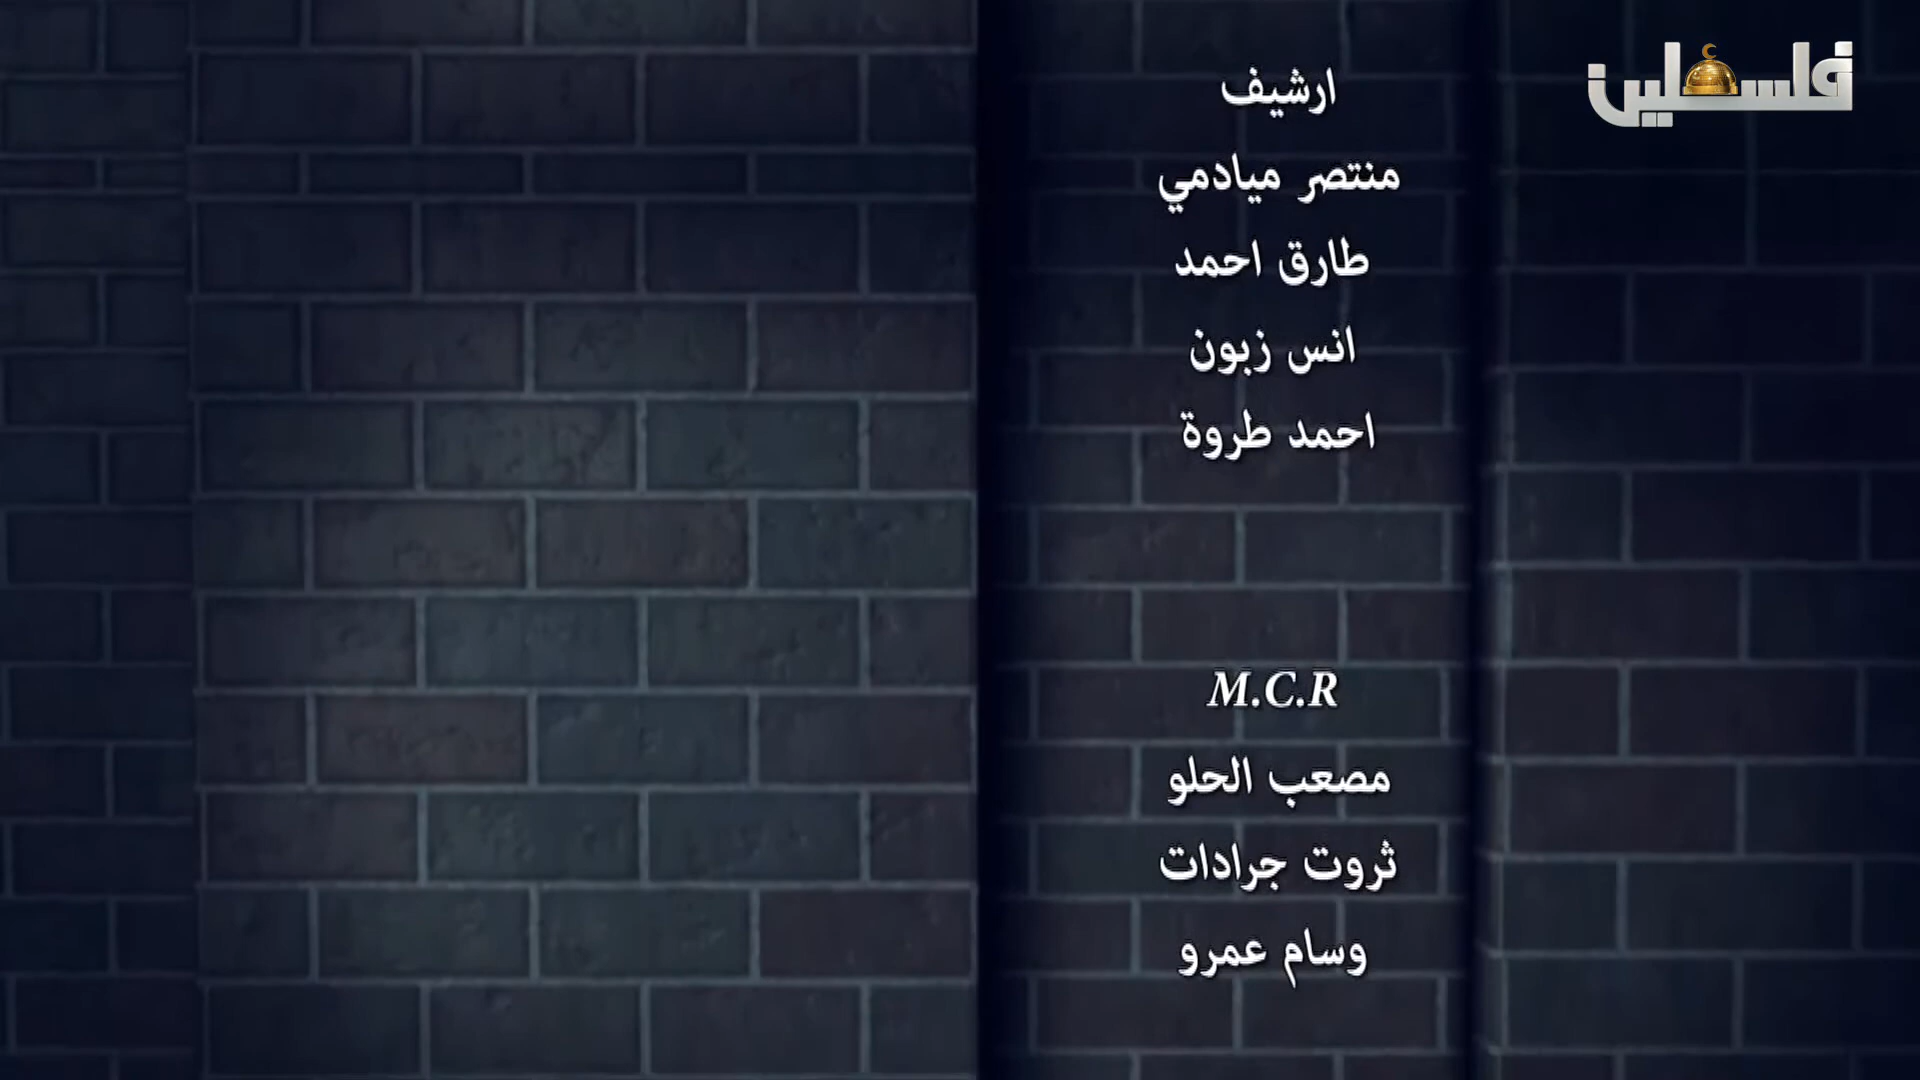 فلسطين
ارشيف
منتصر ميادمي
طارق احمد
انس زبون
احمد طروة
M.C.R
مصعب الحلو
ثروت جرادات
وسام عمرو